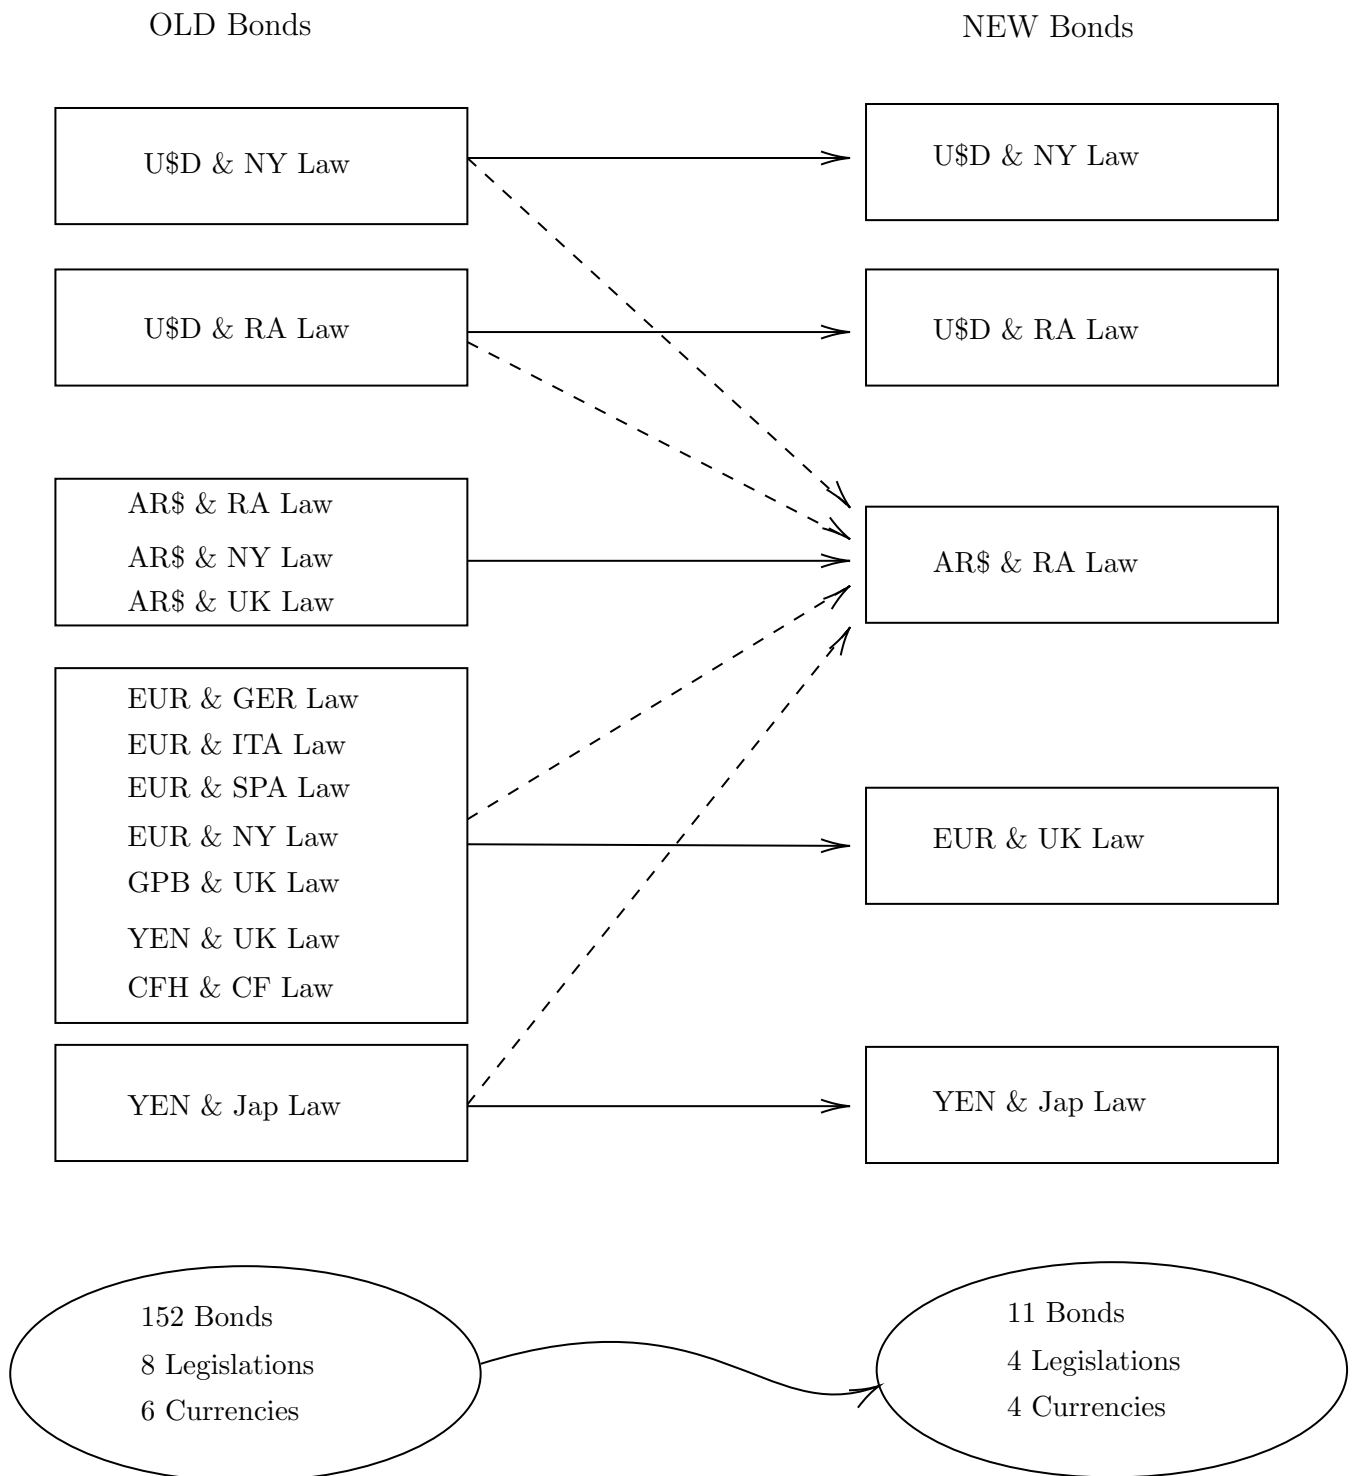 OLD Bonds
NEW Bonds
U$D & NY Law
U$D & NY Law
U$D & RA Law
U$D & RA Law
AR$ & RA Law
AR$ & NY Law
AR$ & UK Law
AR$ & RA Law
EUR & GER Law
EUR & ITA Law
EUR & SPA Law
EUR & NY Law
GPB & UK Law
YEN & UK Law
CFH & CF Law
EUR & UK Law
YEN & Jap Law
YEN & Jap Law
152 Bonds
8 Legislations
6 Currencies
11 Bonds
4 Legislations
4 Currencies